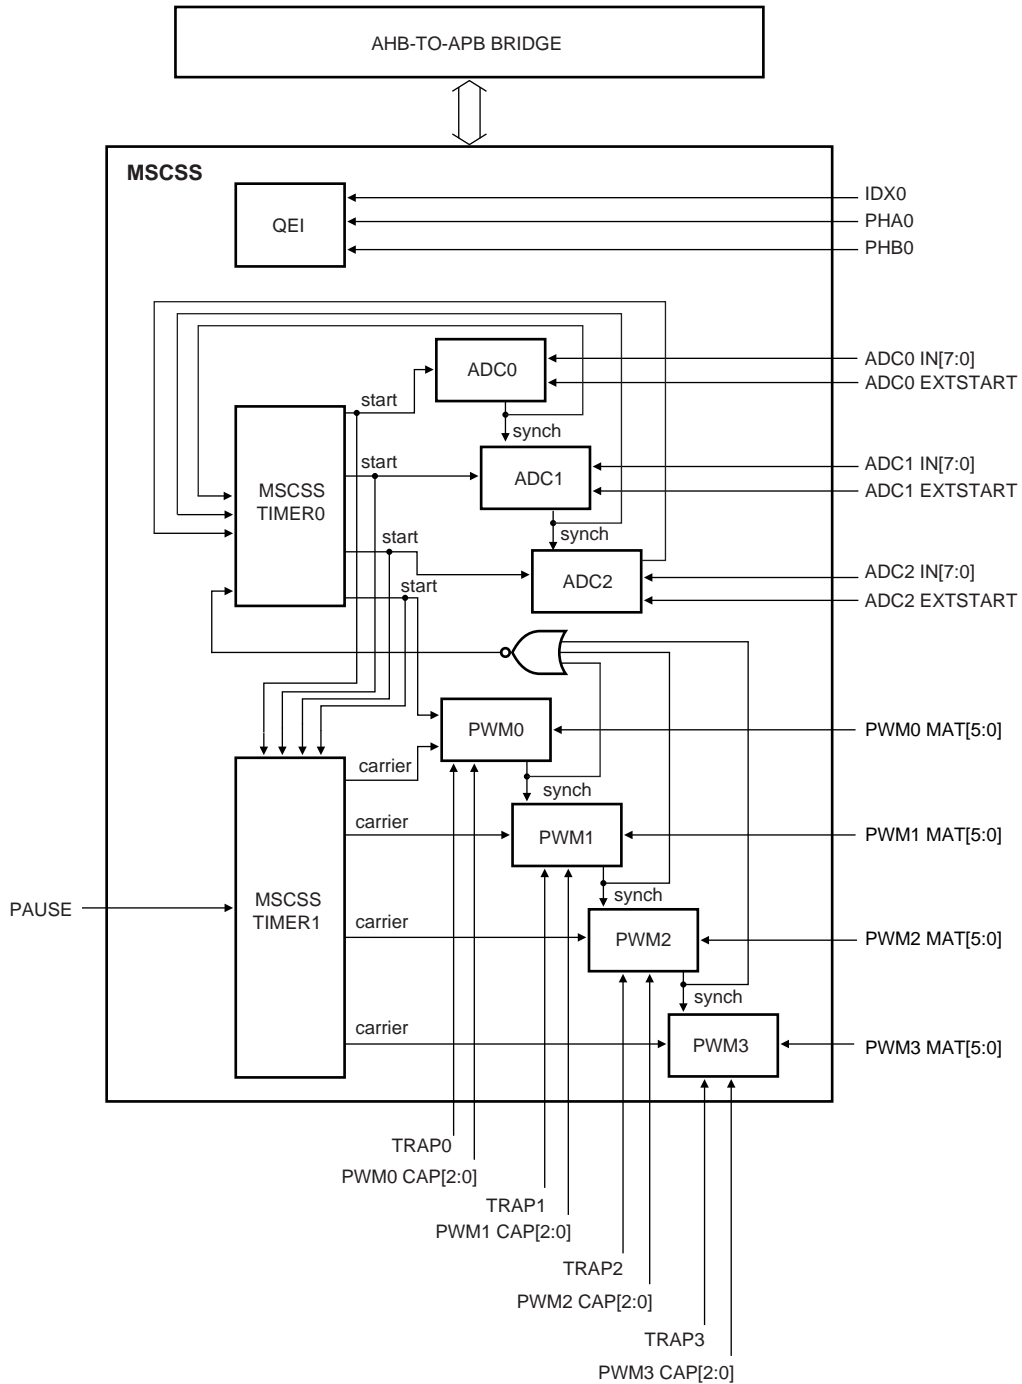 AHB-TO-APB BRIDGE
MSCSS
QEI
IDX0
PHA0
PHB0
ADC0
ADC0 IN[7:0]
ADC0 EXTSTART
start
synch
start
ADC1
ADC1 IN[7:0]
ADC1 EXTSTART
MSCSS
TIMER0
start
synch
start
ADC2
ADC2 IN[7:0]
ADC2 EXTSTART
PWM0
PWM0 MAT[5:0]
carrier
synch
carrier
PWM1
PWM1 MAT[5:0]
PAUSE
MSCSS
TIMER1
synch
carrier
PWM2
PWM2 MAT[5:0]
synch
carrier
PWM3
PWM3 MAT[5:0]
TRAP0
PWM0 CAP[2:0]
TRAP1
PWM1 CAP[2:0]
TRAP2
PWM2 CAP[2:0]
TRAP3
PWM3 CAP[2:0]